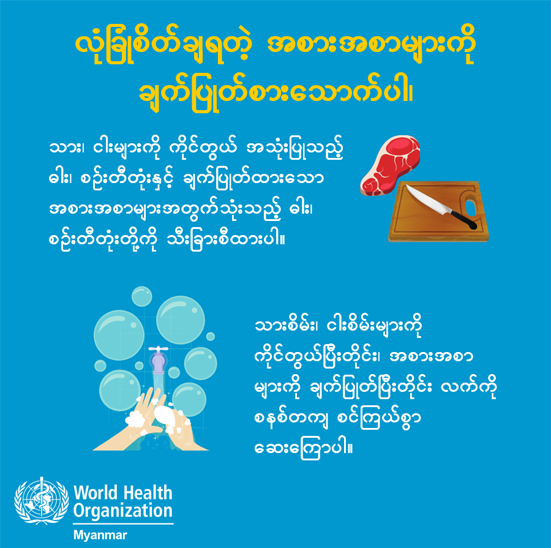 လုံခြုံစိတ်ချရတဲ့ အစားအစာများကို
ချက်ပြုတ်စားသောက်ပါ၊
သား၊ ငါးများကို ကိုင်တွယ် အသုံးပြုသည့်
ဓါး၊ စဉ်းတီတုံးနှင့် ချက်ပြုတ်ထားသော
အစားအစာများအတွက်သုံးသည့် ဓါး၊
စဉ်းတီတုံးတို့ကို သီးခြားစီထားပါ။
သားစိမ်း၊ ငါးစိမ်းများကို
ကိုင်တွယ်ပြီးတိုင်း၊ အစားအစာ
များကို ချက်ပြုတ်ပြီးတိုင်း လက်ကို
စနစ်တကျ စင်ကြယ်စွာ
ဆေးကြောပါ။
World Health
Organization
Myanmar